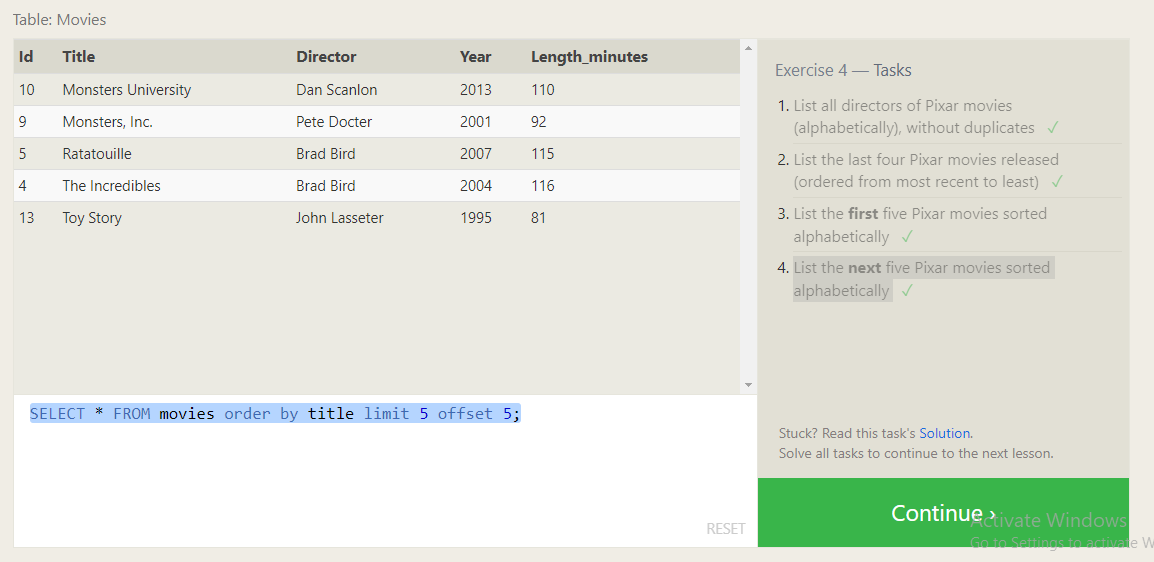 Table: Movies
Id Title Director Year Length_minutes
10 Monsters University Dan Scanlon 2013 110
9 Monsters, Inc. Pete Docter 2001 92
5 Ratatouille Brad Bird 2007 115
4 The Incredibles Brad Bird 2004 116
13 Toy Story John Lasseter 1995 81
SELECT * FROM movies order by title limit 5 offset 5;
RESET
Exercise 4 — Tasks
1. List all directors of Pixar movies
(alphabetically), without duplicates ✓
2. List the last four Pixar movies released
(ordered from most recent to least) ✓
3. List the first five Pixar movies sorted
alphabetically ✓
4. List the next five Pixar movies sorted
alphabetically ✓
Stuck? Read this task's Solution.
Solve all tasks to continue to the next lesson.
Continue ›
Activate Windows
Go to Settings to activate W